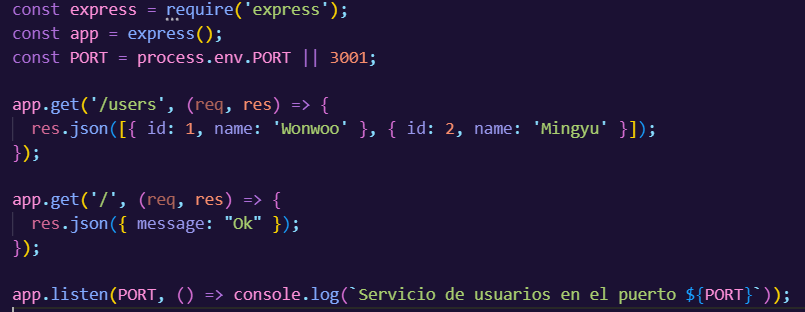 const express = require('express');
const app = express();
const PORT = process.env.PORT || 3001;
app.get('/users', (req, res) => {
  res.json([{ id: 1, name: 'Wonwoo' }, { id: 2, name: 'Mingyu' }]);
});
app.get('/', (req, res) => {
  res.json({ message: "Ok" });
});
app.listen(PORT, () => console.log(`Servicio de usuarios en el puerto ${PORT}`));